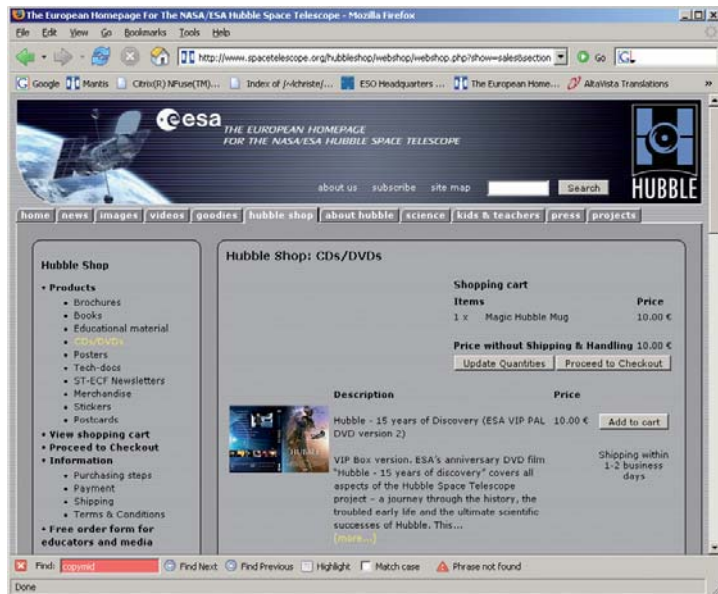 The European Homepage For The NASA/ESA Hubble Space Telescope - Mozilla Firefox
File Edit View Go Bookmarks Tools Help
http://www.spacetelescope.org/hubbleshop/webshop/webshop.php?show=sales&section
Go
Google Mantis Citrix(R) NFuse(TM)... Index of /~lchriste/... ESO Headquarters ... The European Home... AltaVista Translations »
esa
THE EUROPEAN HOMEPAGE
FOR THE NASA/ESA HUBBLE SPACE TELESCOPE
about us subscribe site map Search
HUBBLE
home news images videos goodies hubble shop about hubble science kids & teachers press projects
Hubble Shop
• Products
• Brochures
• Books
• Educational material
• CDs/DVDs
• Posters
• Tech-docs
• ST-ECF Newsletters
• Merchandise
• Stickers
• Postcards
• View shopping cart
• Proceed to Checkout
• Information
• Purchasing steps
• Payment
• Shipping
• Terms & Conditions
• Free order form for
educators and media
Hubble Shop: CDs/DVDs
Shopping cart
Items Price
1 x Magic Hubble Mug 10.00 €
Price without Shipping & Handling 10.00 €
Update Quantities Proceed to Checkout
Description Price
Hubble - 15 years of Discovery (ESA VIP PAL 10.00 € Add to cart
DVD version 2)
Shipping within
1-2 business
days
VIP Box version. ESA's anniversary DVD film
"Hubble - 15 years of discovery" covers all
aspects of the Hubble Space Telescope
project – a journey through the history, the
troubled early life and the ultimate scientific
successes of Hubble. This...
[more...]
HUBBLE
Find: copymid Find Next Find Previous Highlight Match case Phrase not found
Done